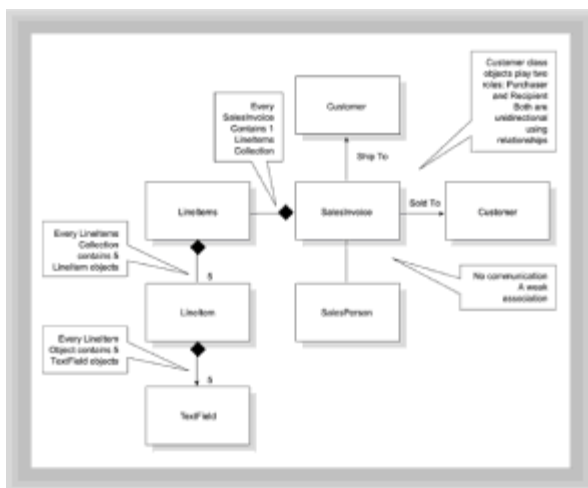 Customer class
objects play two
roles: Purchaser
and Recipient
Both are
unidirectional
using
relationships
Customer
Every
SalesInvoice
Contains 1
LineItems
Collection
Ship To
LineItems
SalesInvoice
Sold To
Customer
Every LineItems
Collection
contains 5
LineItem objects
5
No communication
A weak
association
LineItem
SalesPerson
Every LineItem
Object contains 5
TextField objects
5
TextField